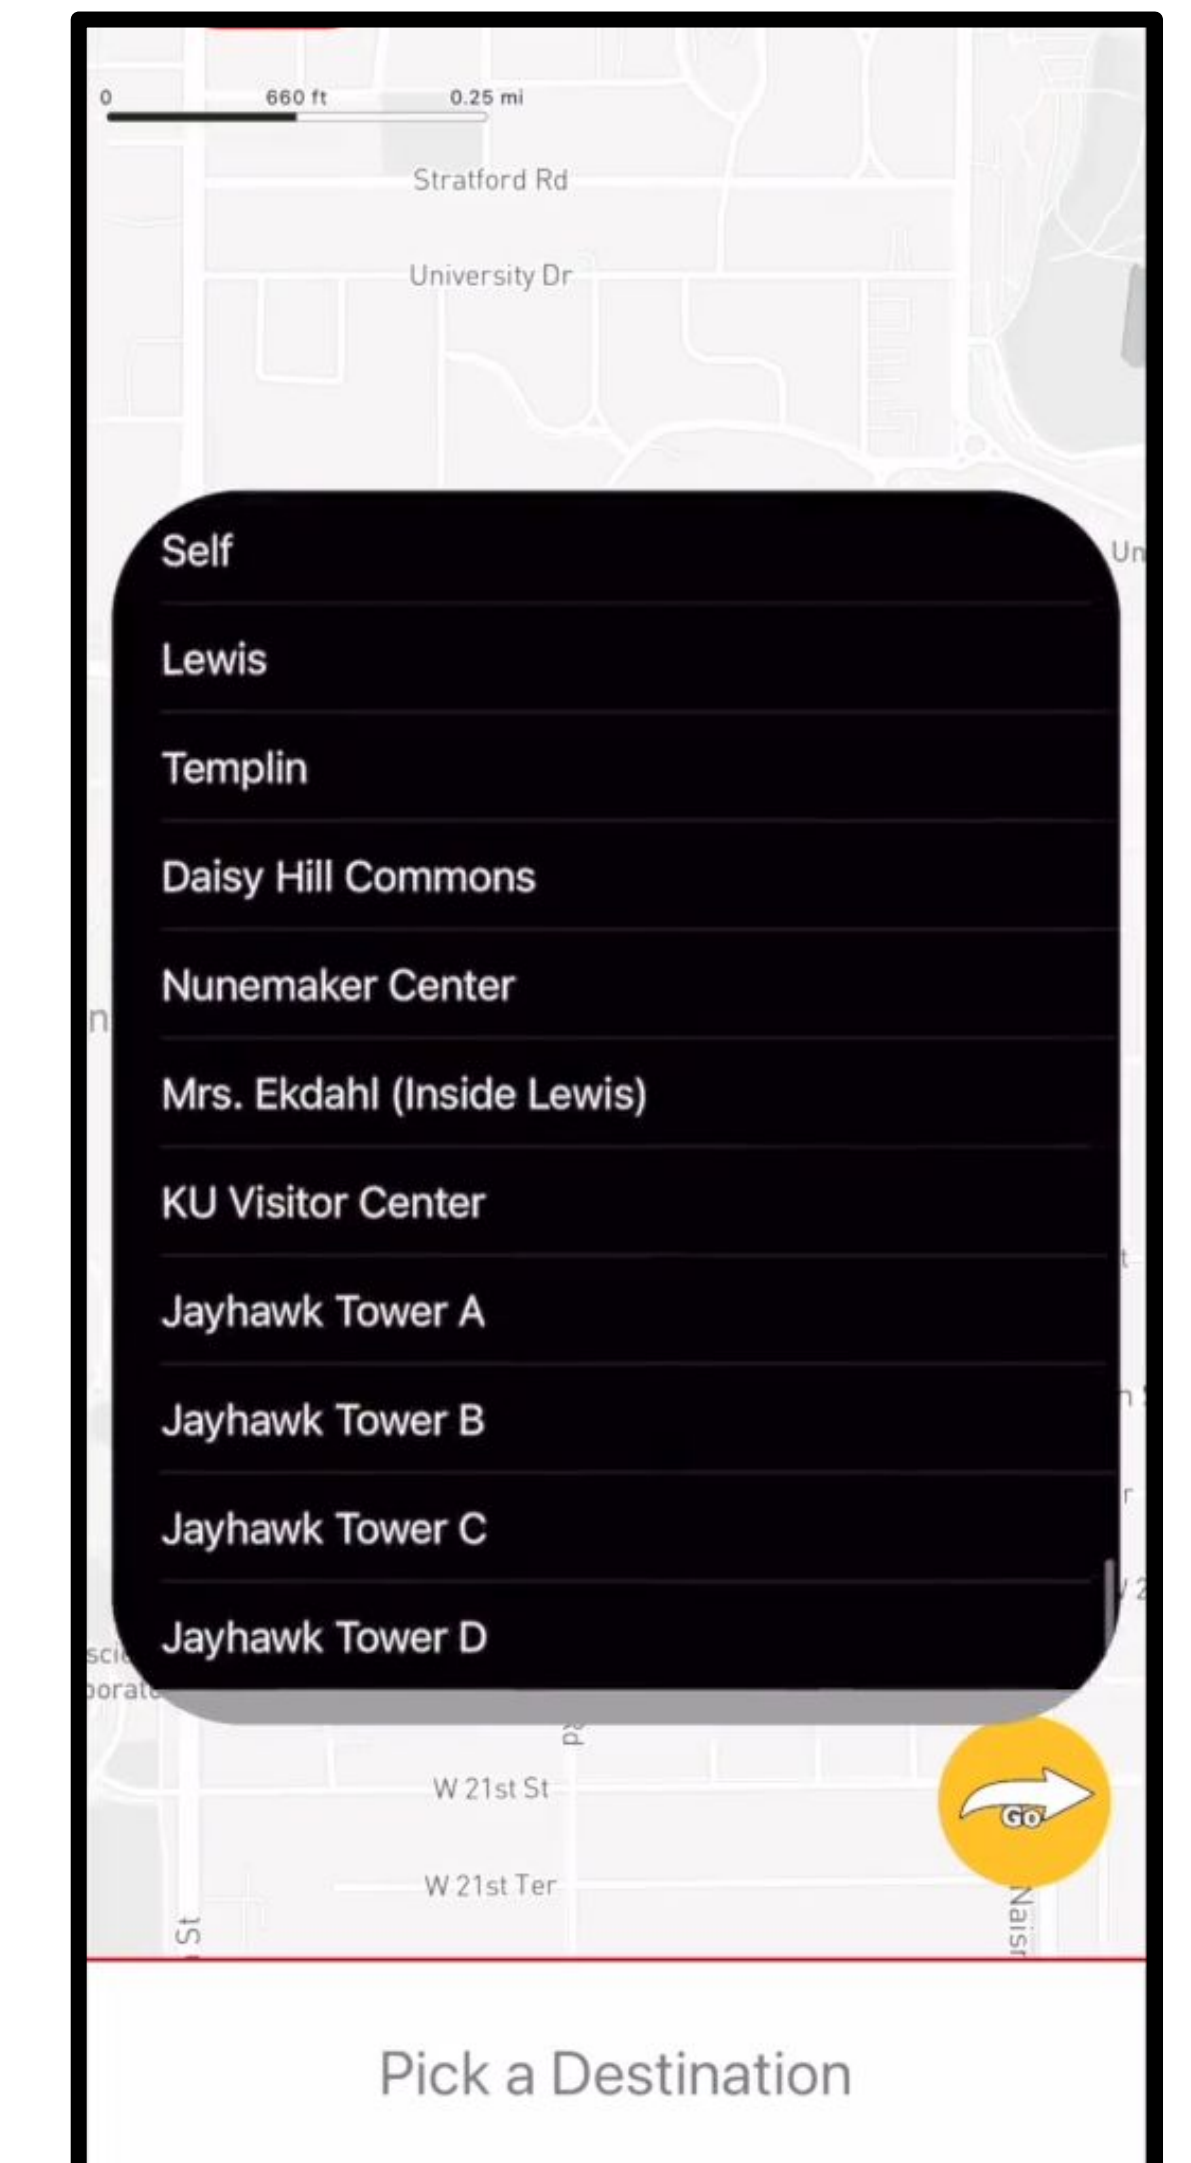 0 660 ft 0.25 mi
Stratford Rd
University Dr
Self
Un
Lewis
Templin
Daisy Hill Commons
Nunemaker Center
n
Mrs. Ekdahl (Inside Lewis)
KU Visitor Center
t
Jayhawk Tower A
Jayhawk Tower B
Jayhawk Tower C
r
Jayhawk Tower D
W 21st St
Go
W 21st Ter
St
Pick a Destination